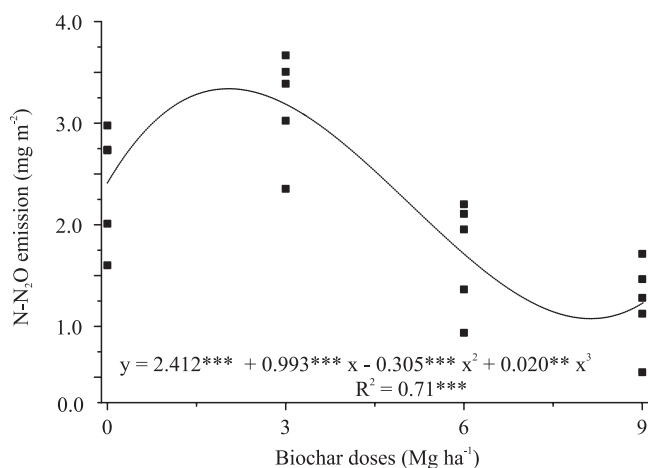 N-N₂O emission (mg m⁻²)
4.0
3.0
2.0
1.0
0.0
y = 2.412*** + 0.993*** x - 0.305*** x² + 0.020** x³
R² = 0.71***
0 3 6 9
Biochar doses (Mg ha⁻¹)